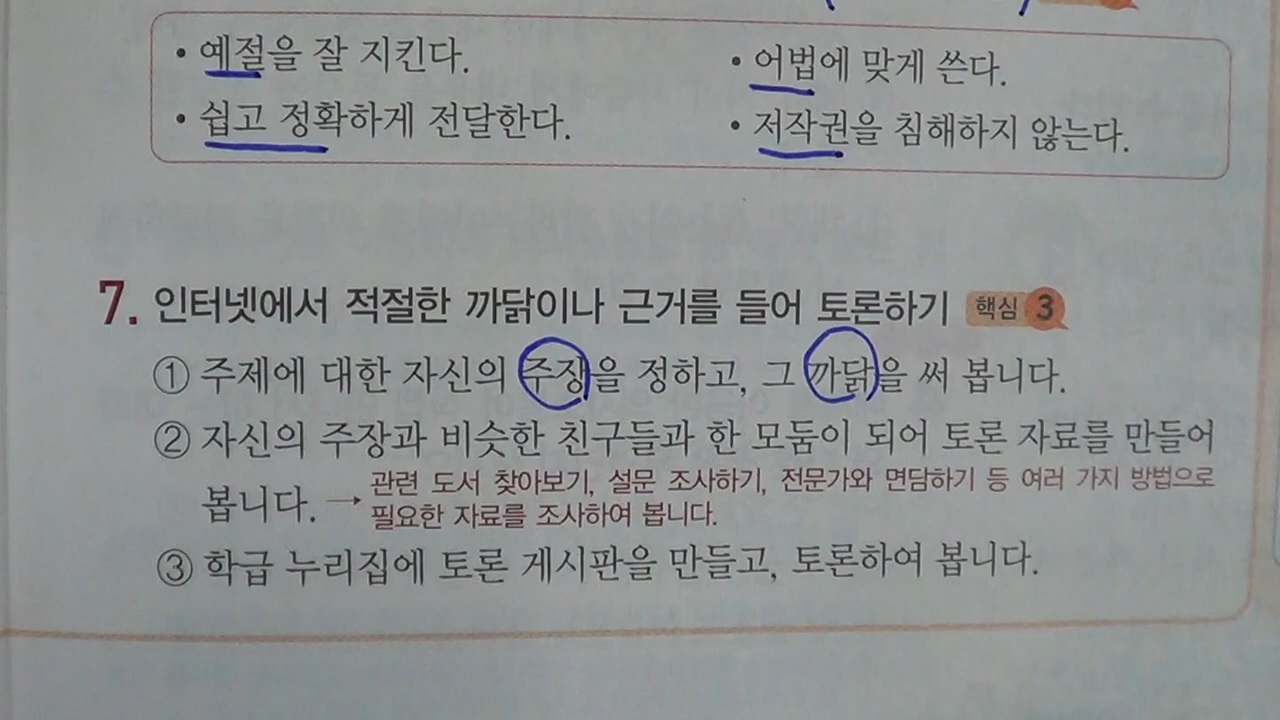 • 예절을 잘 지킨다.
• 어법에 맞게 쓴다.
• 쉽고 정확하게 전달한다.
• 저작권을 침해하지 않는다.
7. 인터넷에서 적절한 까닭이나 근거를 들어 토론하기 핵심 3
① 주제에 대한 자신의 주장을 정하고, 그 까닭을 써 봅니다.
② 자신의 주장과 비슷한 친구들과 한 모둠이 되어 토론 자료를 만들어
봅니다. → 관련 도서 찾아보기, 설문 조사하기, 전문가와 면담하기 등 여러 가지 방법으로
필요한 자료를 조사하여 봅니다.
③ 학급 누리집에 토론 게시판을 만들고, 토론하여 봅니다.